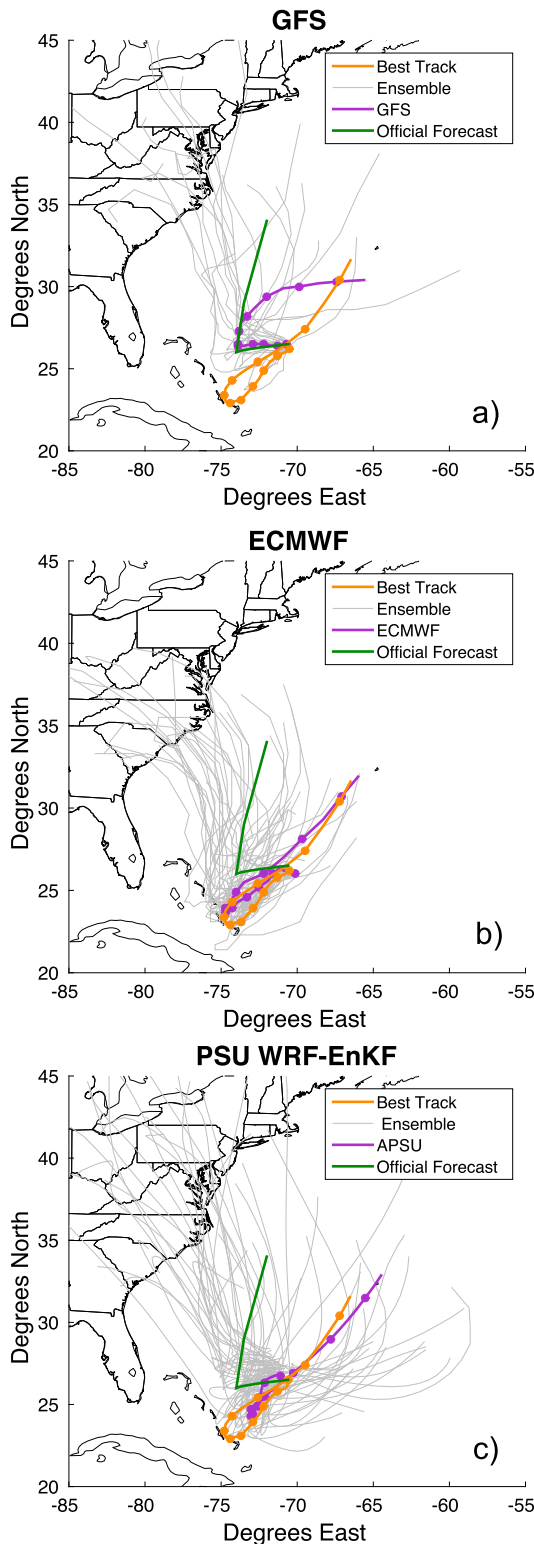 GFS
Best Track
Ensemble
GFS
Official Forecast
45
40
35
30
25
20
Degrees North
a)
-85 -80 -75 -70 -65 -60 -55
Degrees East
ECMWF
Best Track
Ensemble
ECMWF
Official Forecast
45
40
35
30
25
20
Degrees North
b)
-85 -80 -75 -70 -65 -60 -55
Degrees East
PSU WRF-EnKF
Best Track
Ensemble
APSU
Official Forecast
45
40
35
30
25
20
Degrees North
c)
-85 -80 -75 -70 -65 -60 -55
Degrees East